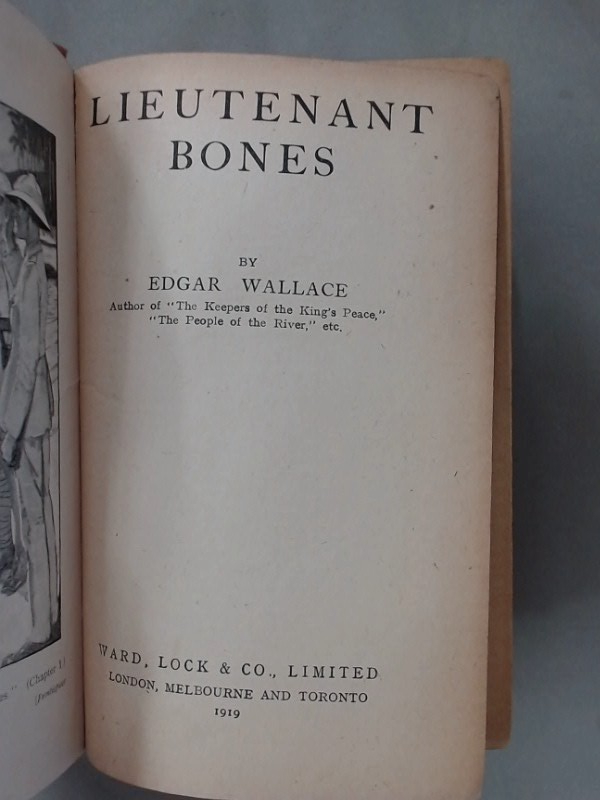 LIEUTENANT
BONES
BY
EDGAR WALLACE
Author of "The Keepers of the King's Peace,"
"The People of the River," etc.
WARD, LOCK & CO., LIMITED
LONDON, MELBOURNE AND TORONTO
1919
(Chapter I.)